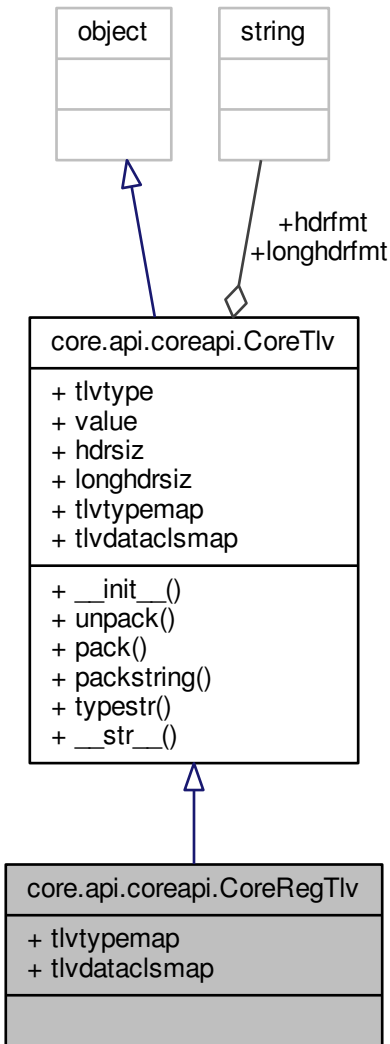 object
string
+hdrfmt
+longhdrfmt
core.api.coreapi.CoreTlv
+ tlvtype
+ value
+ hdrsiz
+ longhdrsiz
+ tlvtypemap
+ tlvdataclsmap
+ __init__()
+ unpack()
+ pack()
+ packstring()
+ typestr()
+ __str__()
core.api.coreapi.CoreRegTlv
+ tlvtypemap
+ tlvdataclsmap